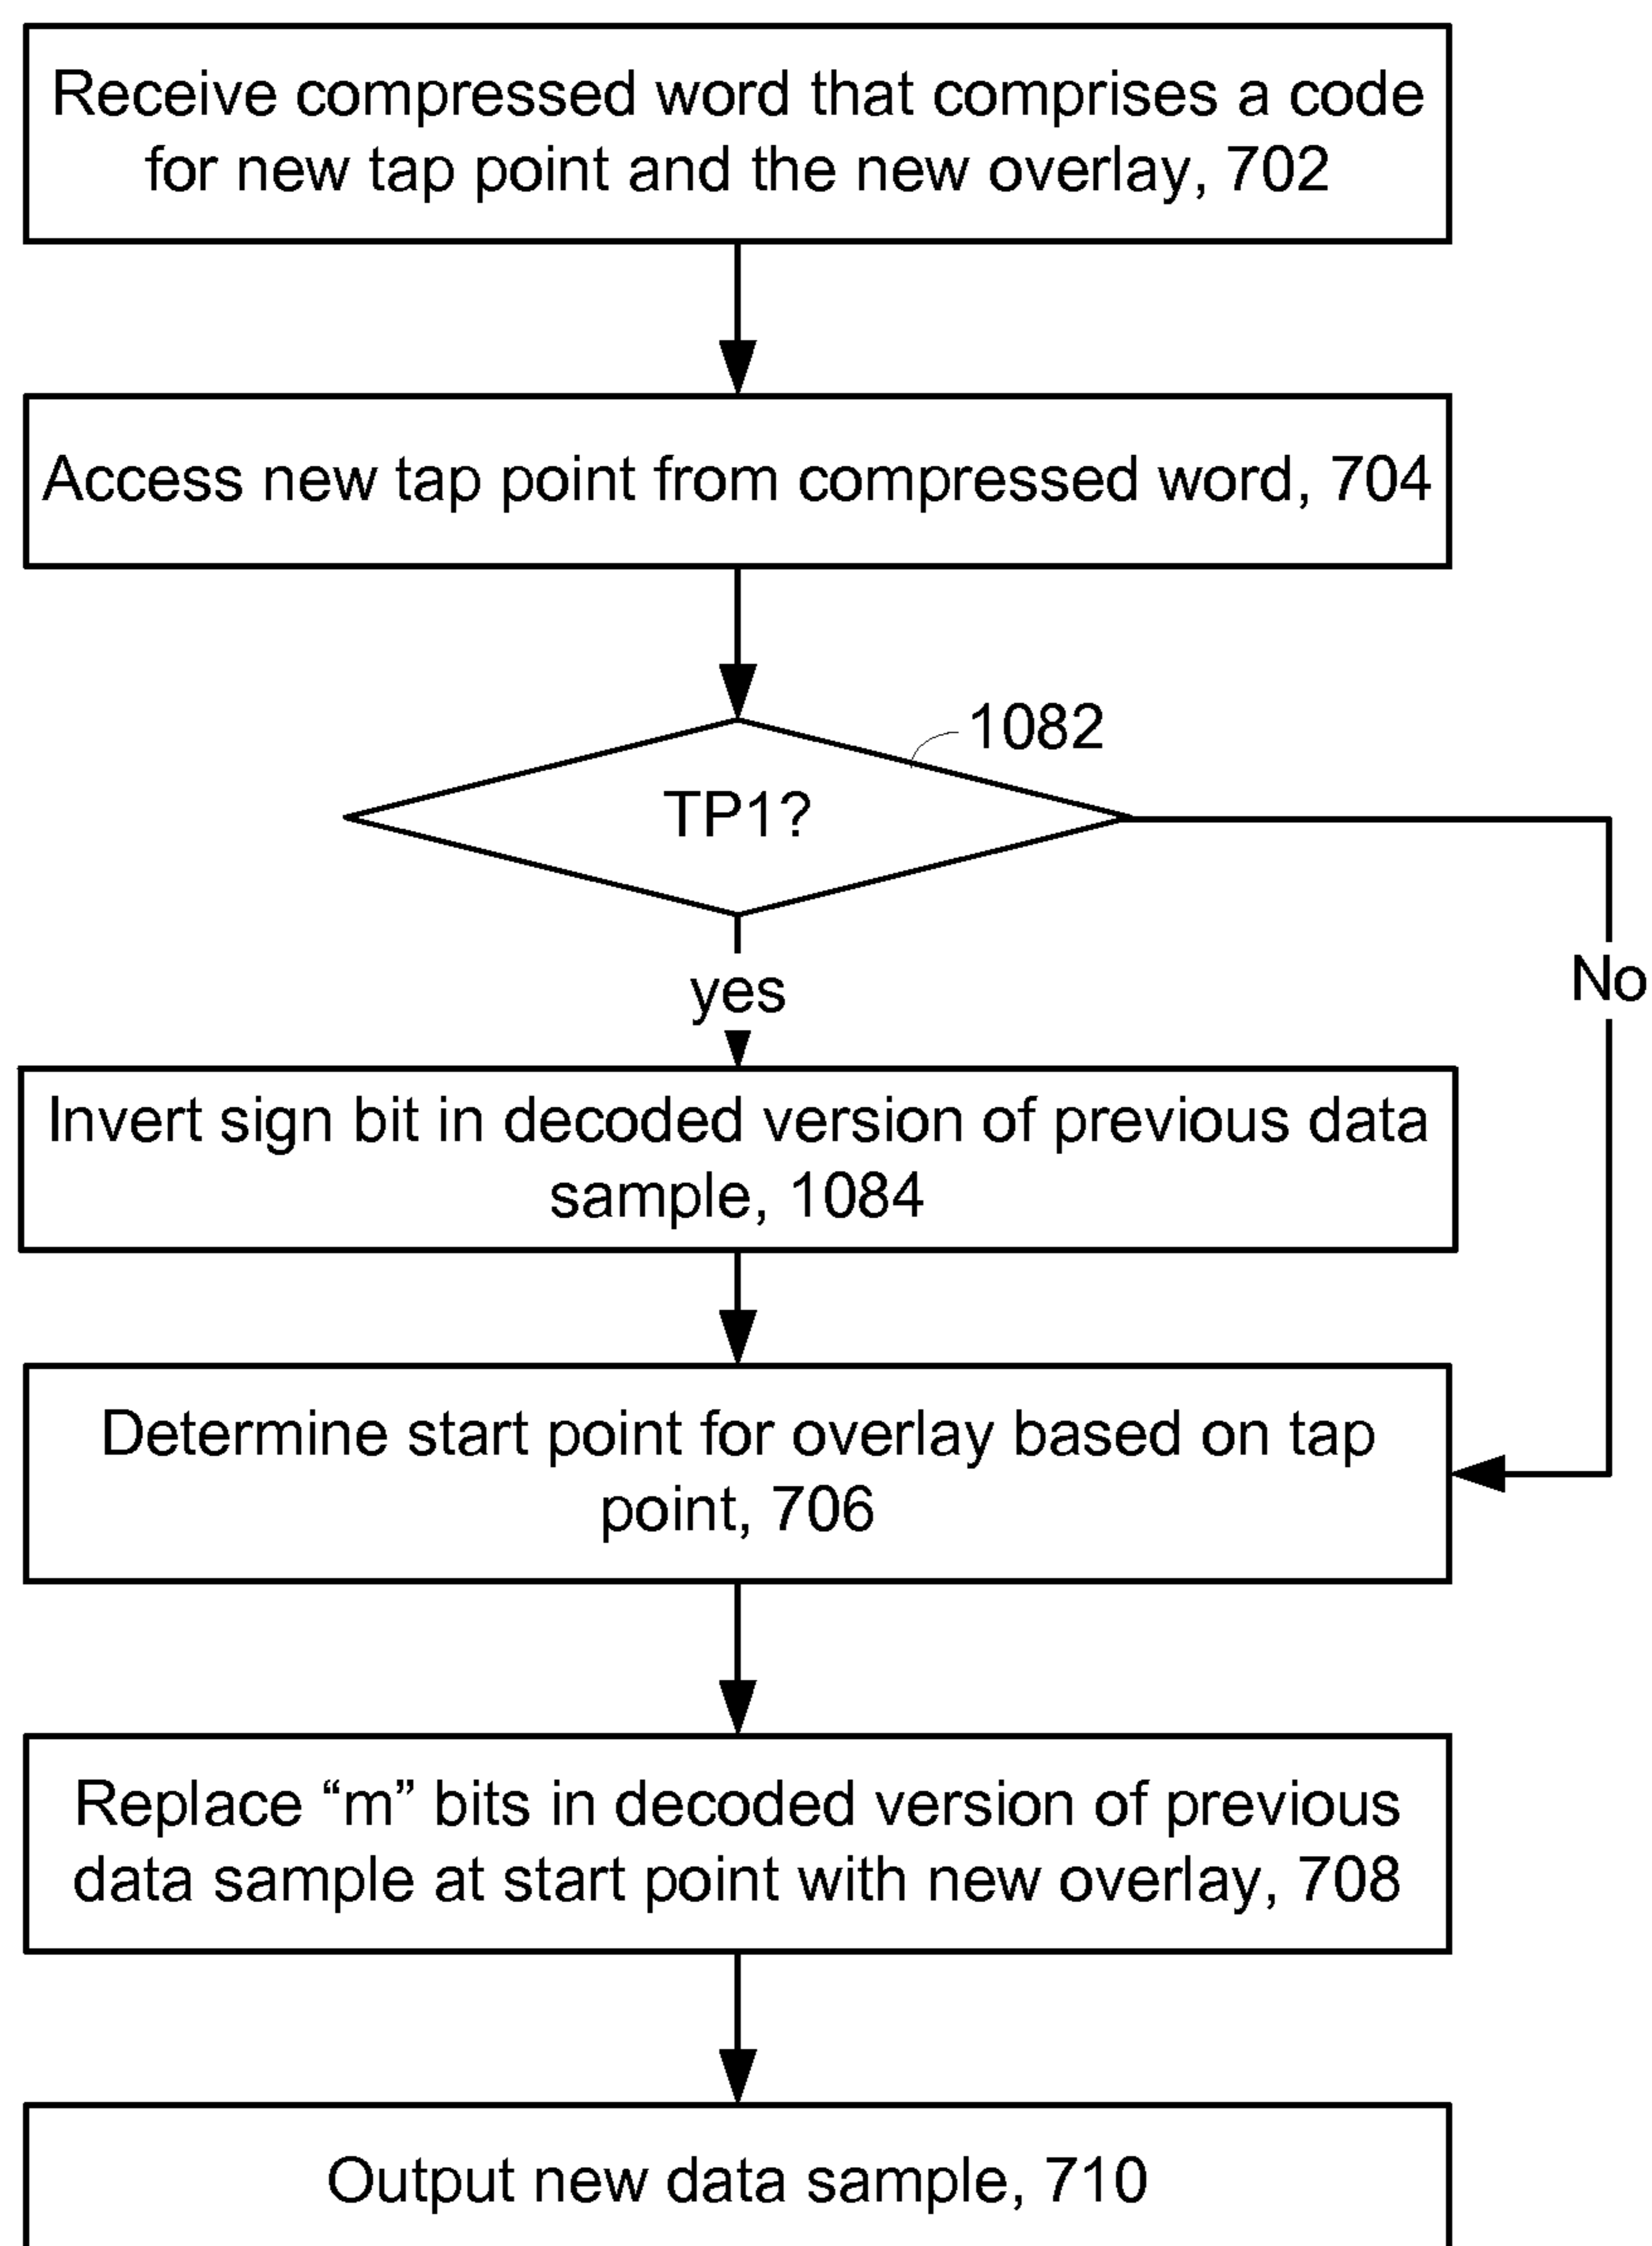 Receive compressed word that comprises a code
for new tap point and the new overlay, 702
Access new tap point from compressed word, 704
1082
TP1?
yes
No
Invert sign bit in decoded version of previous data
sample, 1084
Determine start point for overlay based on tap
point, 706
Replace “m” bits in decoded version of previous
data sample at start point with new overlay, 708
Output new data sample, 710